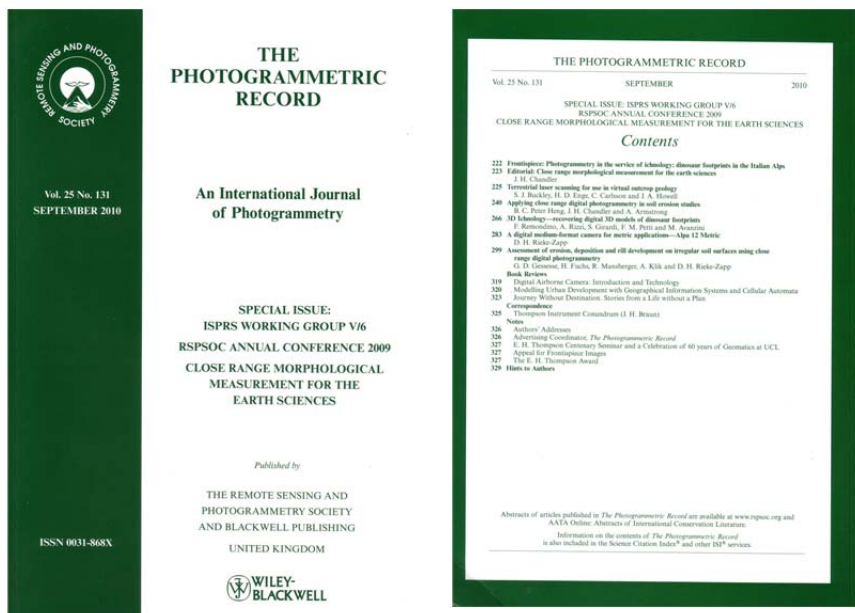 REMOTE SENSING AND PHOTOGRAMMETRY SOCIETY
Vol. 25 No. 131
SEPTEMBER 2010
ISSN 0031-868X
THE
PHOTOGRAMMETRIC
RECORD
An International Journal
of Photogrammetry
SPECIAL ISSUE:
ISPRS WORKING GROUP V/6
RSPSOC ANNUAL CONFERENCE 2009
CLOSE RANGE MORPHOLOGICAL
MEASUREMENT FOR THE
EARTH SCIENCES
Published by
THE REMOTE SENSING AND
PHOTOGRAMMETRY SOCIETY
AND BLACKWELL PUBLISHING
UNITED KINGDOM
WILEY-
BLACKWELL
THE PHOTOGRAMMETRIC RECORD
Vol. 25 No. 131 SEPTEMBER 2010
SPECIAL ISSUE: ISPRS WORKING GROUP V/6
RSPSOC ANNUAL CONFERENCE 2009
CLOSE RANGE MORPHOLOGICAL MEASUREMENT FOR THE EARTH SCIENCES
Contents
222 Frontispiece: Photogrammetry in the service of ichnology: dinosaur footprints in the Italian Alps
223 Editorial: Close range morphological measurement for the earth sciences
J. H. Chandler
225 Terrestrial laser scanning for use in virtual outcrop geology
S. J. Buckley, H. D. Enge, C. Carlsson and J. A. Howell
240 Applying close range digital photogrammetry in soil erosion studies
B. C. Peter Heng, J. H. Chandler and A. Armstrong
266 3D Ichnology—recovering digital 3D models of dinosaur footprints
F. Remondino, A. Rizzi, S. Girardi, F. M. Petti and M. Avanzini
283 A digital medium-format camera for metric applications—Alpa 12 Metric
D. H. Rieke-Zapp
299 Assessment of erosion, deposition and rill development on irregular soil surfaces using close
range digital photogrammetry
G. D. Gessesse, H. Fuchs, R. Mansberger, A. Klik and D. H. Rieke-Zapp
Book Reviews
319 Digital Airborne Camera: Introduction and Technology
320 Modelling Urban Development with Geographical Information Systems and Cellular Automata
323 Journey Without Destination. Stories from a Life without a Plan
Correspondence
325 Thompson Instrument Conundrum (J. H. Braun)
Notes
326 Authors' Addresses
326 Advertising Coordinator, The Photogrammetric Record
327 E. H. Thompson Centenary Seminar and a Celebration of 60 years of Geomatics at UCL
327 Appeal for Frontispiece Images
327 The E. H. Thompson Award
329 Hints to Authors
Abstracts of articles published in The Photogrammetric Record are available at www.rspsoc.org and
AATA Online: Abstracts of International Conservation Literature.
Information on the contents of The Photogrammetric Record
is also included in the Science Citation Index® and other ISI® services.